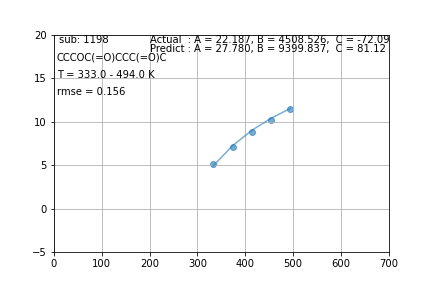 sub: 1198
Actual : A = 22.187, B = 4508.526, C = -72.09
Predict : A = 27.780, B = 9399.837, C = 81.12
CCCOC(=O)CCC(=O)C
T = 333.0 - 494.0 K
rmse = 0.156
20
15
10
5
0
−5
0 100 200 300 400 500 600 700